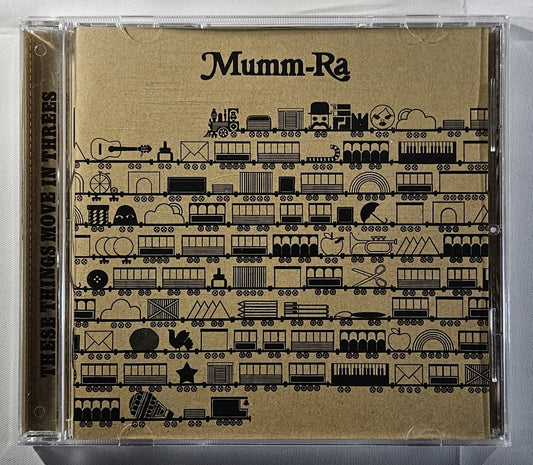 Mumm-Ra
THESE THINGS MOVE IN THREES